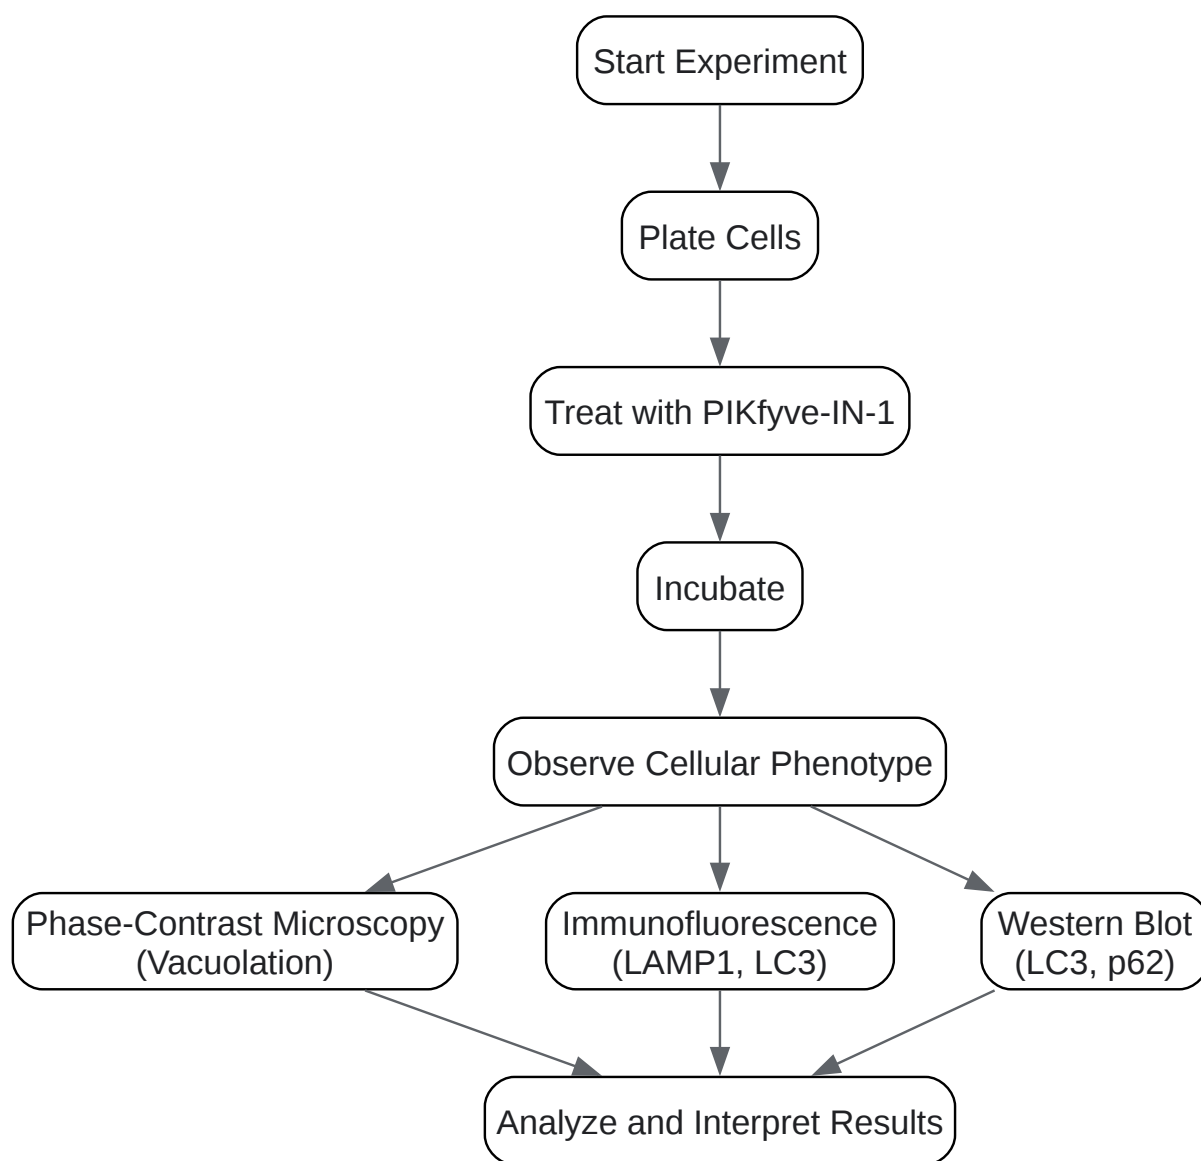 Start Experiment
Plate Cells
Treat with PIKfyve-IN-1
Incubate
Observe Cellular Phenotype
Phase-Contrast Microscopy
(Vacuolation)
Immunofluorescence
(LAMP1, LC3)
Western Blot
(LC3, p62)
Analyze and Interpret Results